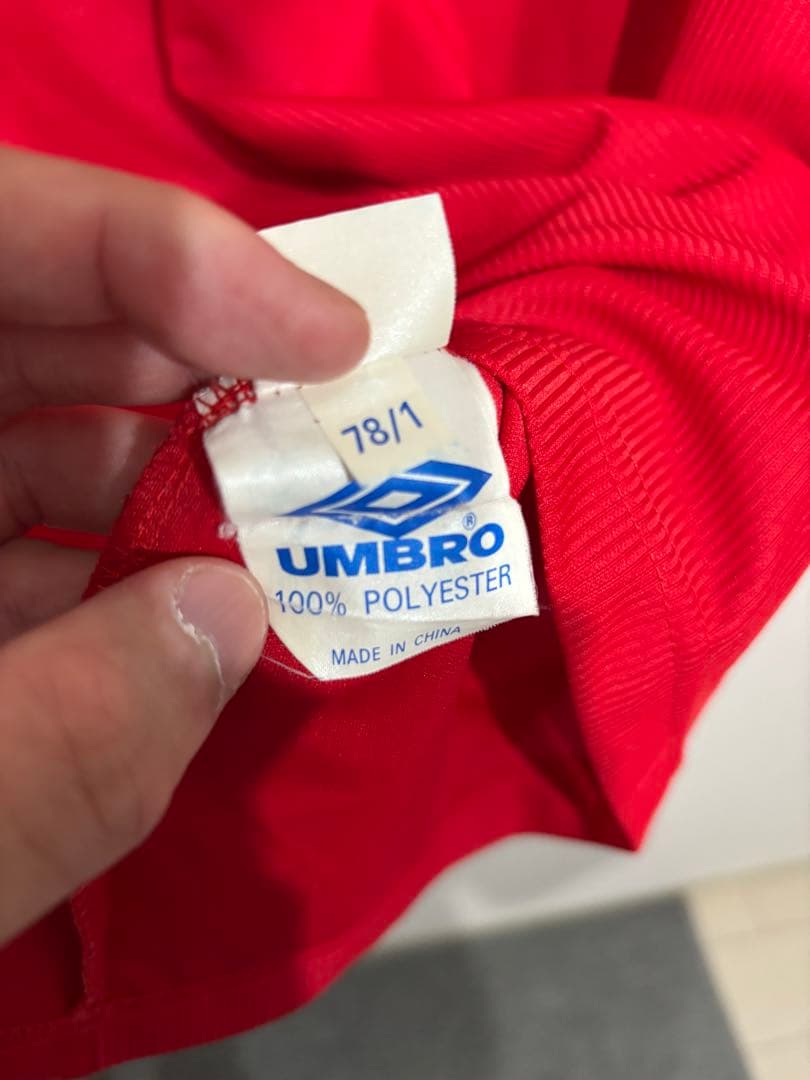 78/1
®
UMBRO
100% POLYESTER
MADE IN CHINA